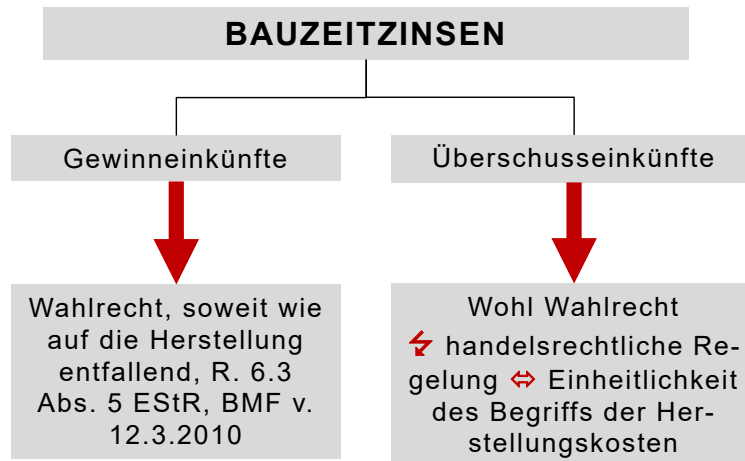 BAUZEITZINSEN
Gewinneinkünfte
Überschusseinkünfte
Wahlrecht, soweit wie
auf die Herstellung
entfallend, R. 6.3
Abs. 5 EStR, BMF v.
12.3.2010
Wohl Wahlrecht
handelsrechtliche Re-
gelung ⇔ Einheitlichkeit
des Begriffs der Her-
stellungskosten